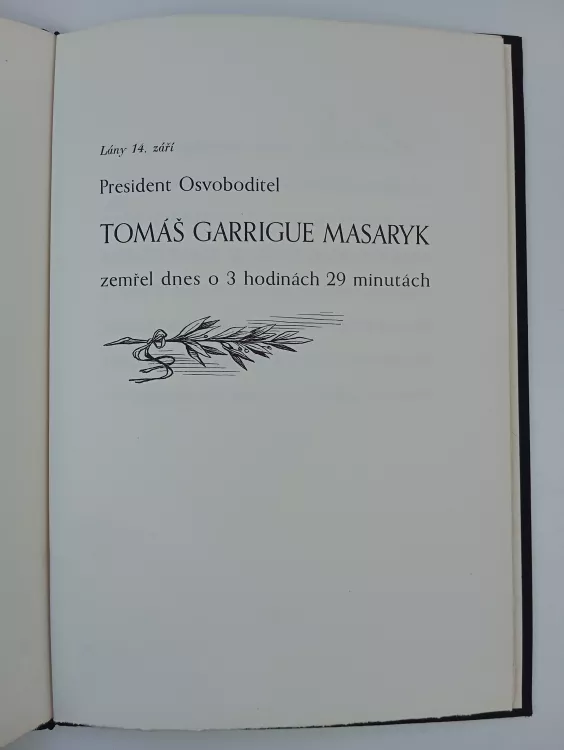 Lány 14. září
President Osvoboditel
TOMÁŠ GARRIGUE MASARYK
zemřel dnes o 3 hodinách 29 minutách